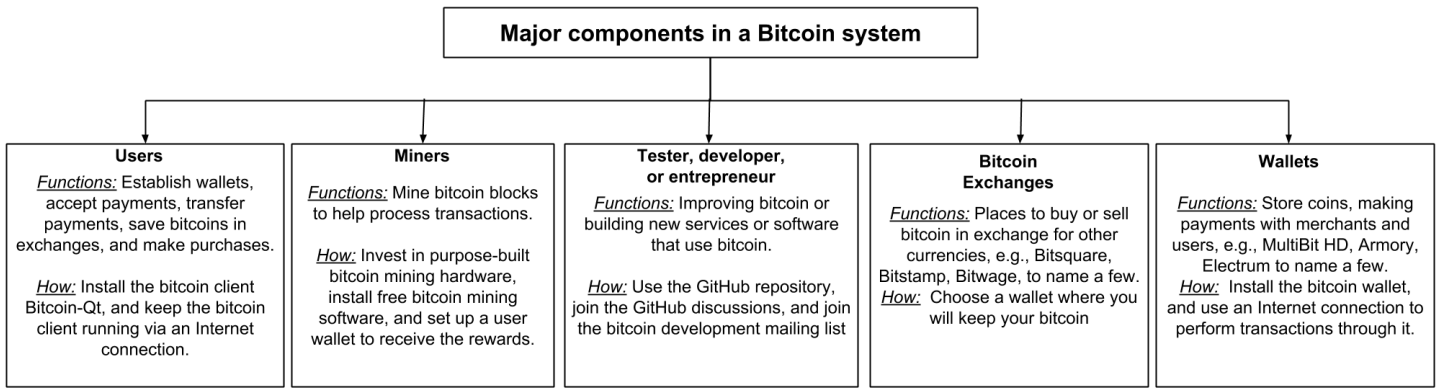 Major components in a Bitcoin system
Users
Functions: Establish wallets,
accept payments, transfer
payments, save bitcoins in
exchanges, and make purchases.
How: Install the bitcoin client
Bitcoin-Qt, and keep the bitcoin
client running via an Internet
connection.
Miners
Functions: Mine bitcoin blocks
to help process transactions.
How: Invest in purpose-built
bitcoin mining hardware,
install free bitcoin mining
software, and set up a user
wallet to receive the rewards.
Tester, developer,
or entrepreneur
Functions: Improving bitcoin or
building new services or software
that use bitcoin.
How: Use the GitHub repository,
join the GitHub discussions, and join
the bitcoin development mailing list
Bitcoin
Exchanges
Functions: Places to buy or sell
bitcoin in exchange for other
currencies, e.g., Bitsquare,
Bitstamp, Bitwage, to name a few.
How: Choose a wallet where you
will keep your bitcoin
Wallets
Functions: Store coins, making
payments with merchants and
users, e.g., MultiBit HD, Armory,
Electrum to name a few.
How: Install the bitcoin wallet,
and use an Internet connection to
perform transactions through it.